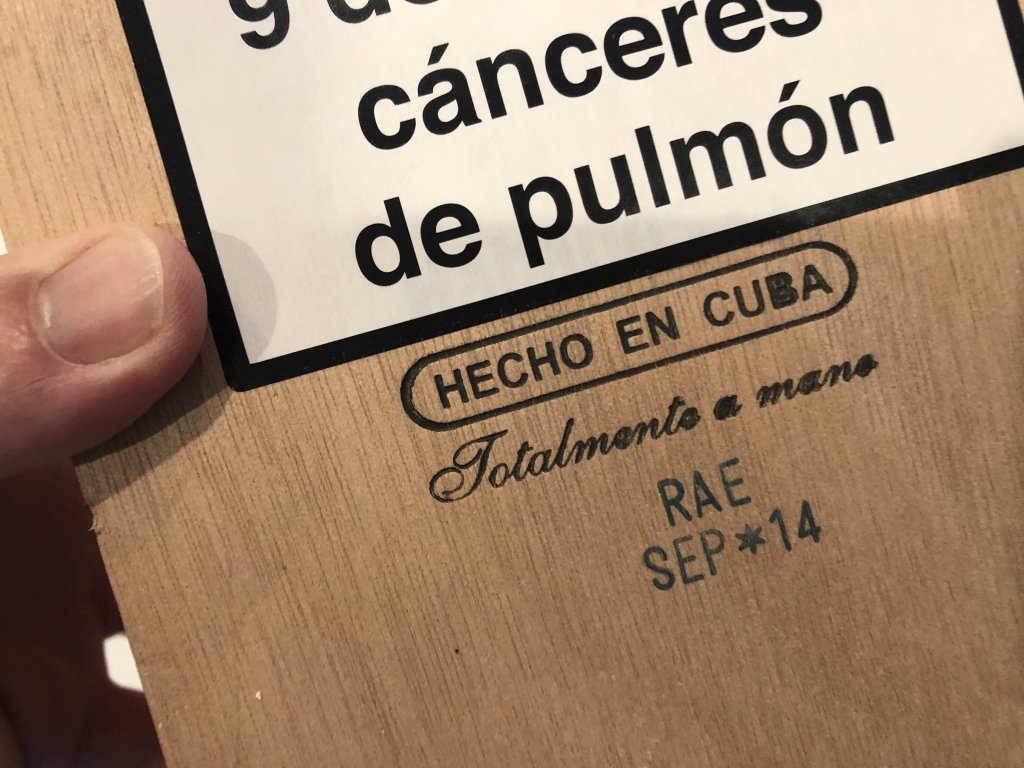 cánceres
de pulmón
HECHO EN CUBA
Totalmente a mano
RAE
SEP*14